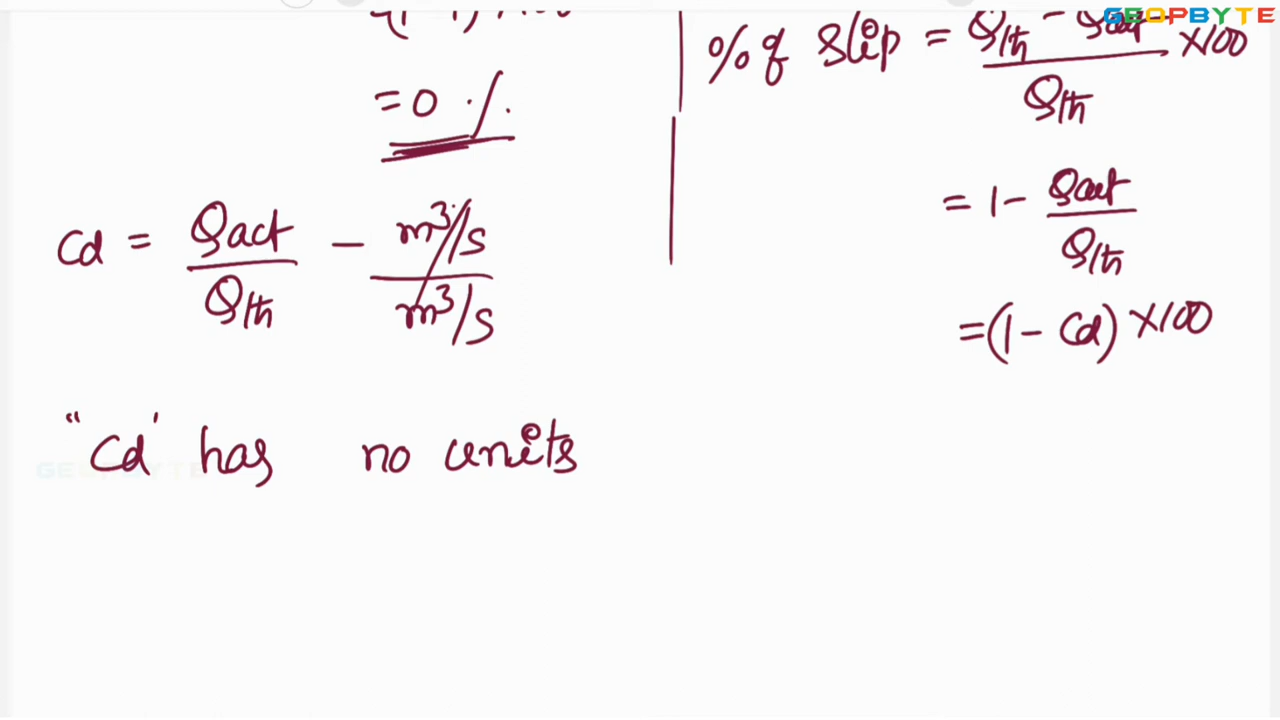 GEOPBYTE
= 0 %
Cd = Qact / Qth - m³/s / m³/s
"Cd' has no units
% of Slip = Qth - Qact / Qth ×100
= 1 - Qact / Qth
= (1 - Cd) ×100
GEOPBYTE